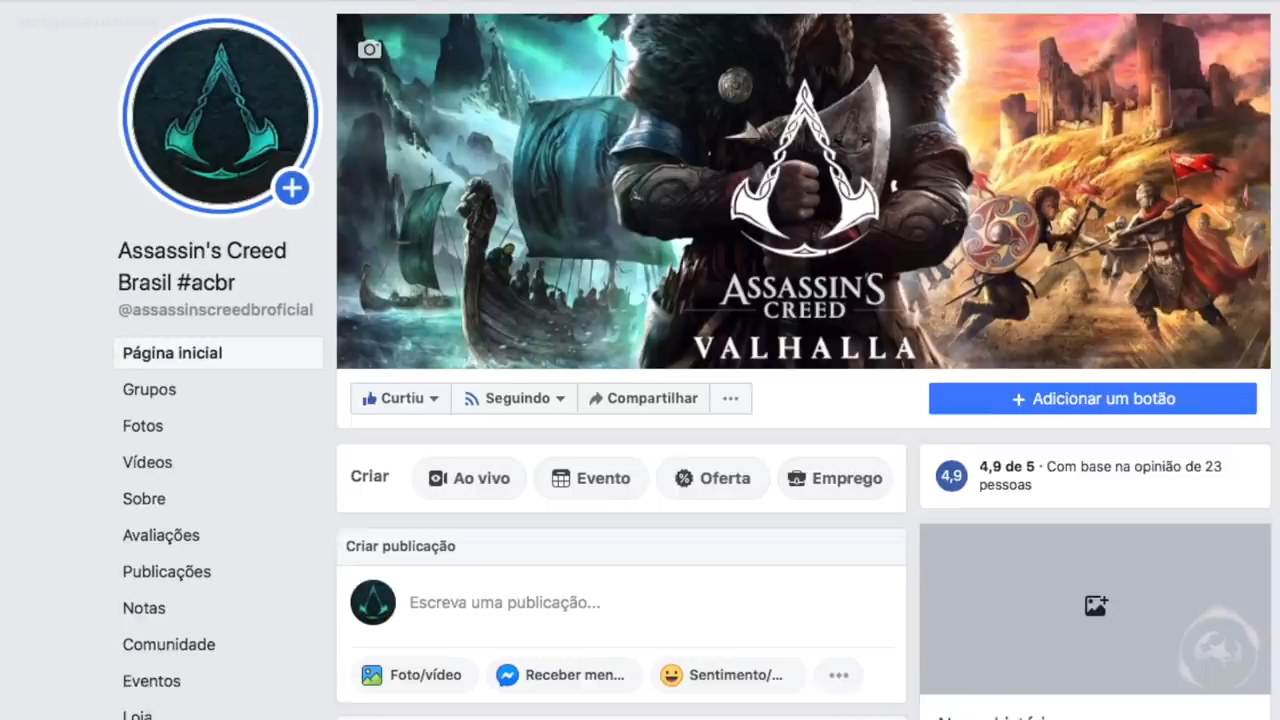 Assassin's Creed
Brasil #acbr
@assassinscreedbroficial
Página inicial
Grupos
Fotos
Vídeos
Sobre
Avaliações
Publicações
Notas
Comunidade
Eventos
Loja
ASSASSIN'S
CREED
VALHALLA
Curtiu
Seguindo
Compartilhar
Adicionar um botão
Criar
Ao vivo
Evento
Oferta
Emprego
4,9
4,9 de 5 · Com base na opinião de 23
pessoas
Criar publicação
Escreva uma publicação...
Foto/vídeo
Receber men...
Sentimento/...